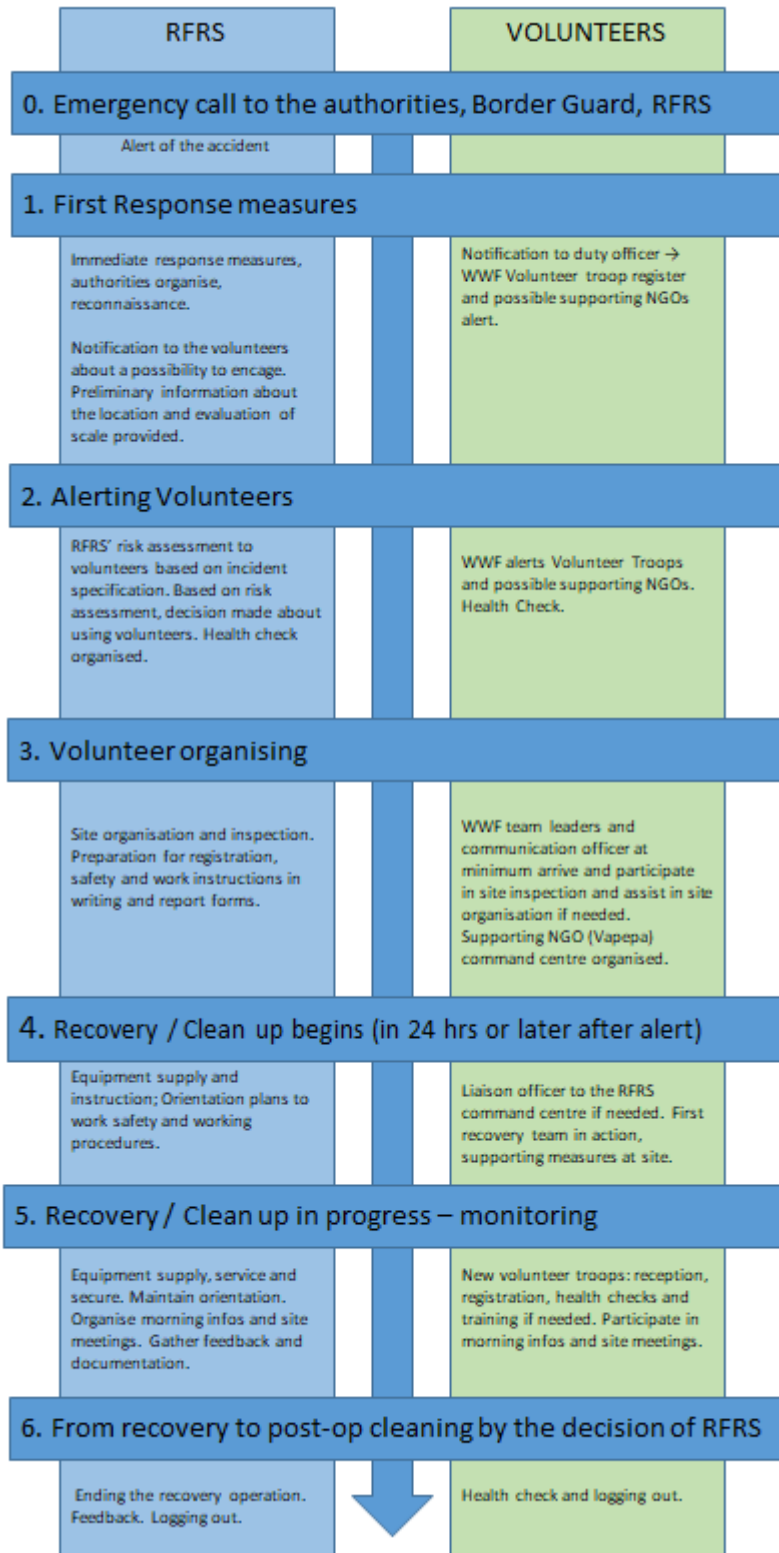 RFRS
VOLUNTEERS
0. Emergency call to the authorities, Border Guard, RFRS
Alert of the accident
1. First Response measures
Immediate response measures,
authorities organise,
reconnaissance.
Notification to the volunteers
about a possibility to encage.
Preliminary information about
the location and evaluation of
scale provided.
Notification to duty officer →
WWF Volunteer troop register
and possible supporting NGOs
alert.
2. Alerting Volunteers
RFRS´ risk assessment to
volunteers based on incident
specification. Based on risk
assessment, decision made about
using volunteers. Health check
organised.
WWF alerts Volunteer Troops
and possible supporting NGOs.
Health Check.
3. Volunteer organising
Site organisation and inspection.
Preparation for registration,
safety and work instructions in
writing and report forms.
WWF team leaders and
communication officer at
minimum arrive and participate
in site inspection and assist in site
organisation if needed.
Supporting NGO (Vapepa)
command centre organised.
4. Recovery / Clean up begins (in 24 hrs or later after alert)
Equipment supply and
instruction; Orientation plans to
work safety and working
procedures.
Liaison officer to the RFRS
command centre if needed. First
recovery team in action,
supporting measures at site.
5. Recovery / Clean up in progress – monitoring
Equipment supply, service and
secure. Maintain orientation.
Organise morning infos and site
meetings. Gather feedback and
documentation.
New volunteer troops: reception,
registration, health checks and
training if needed. Participate in
morning infos and site meetings.
6. From recovery to post-op cleaning by the decision of RFRS
Ending the recovery operation.
Feedback. Logging out.
Health check and logging out.